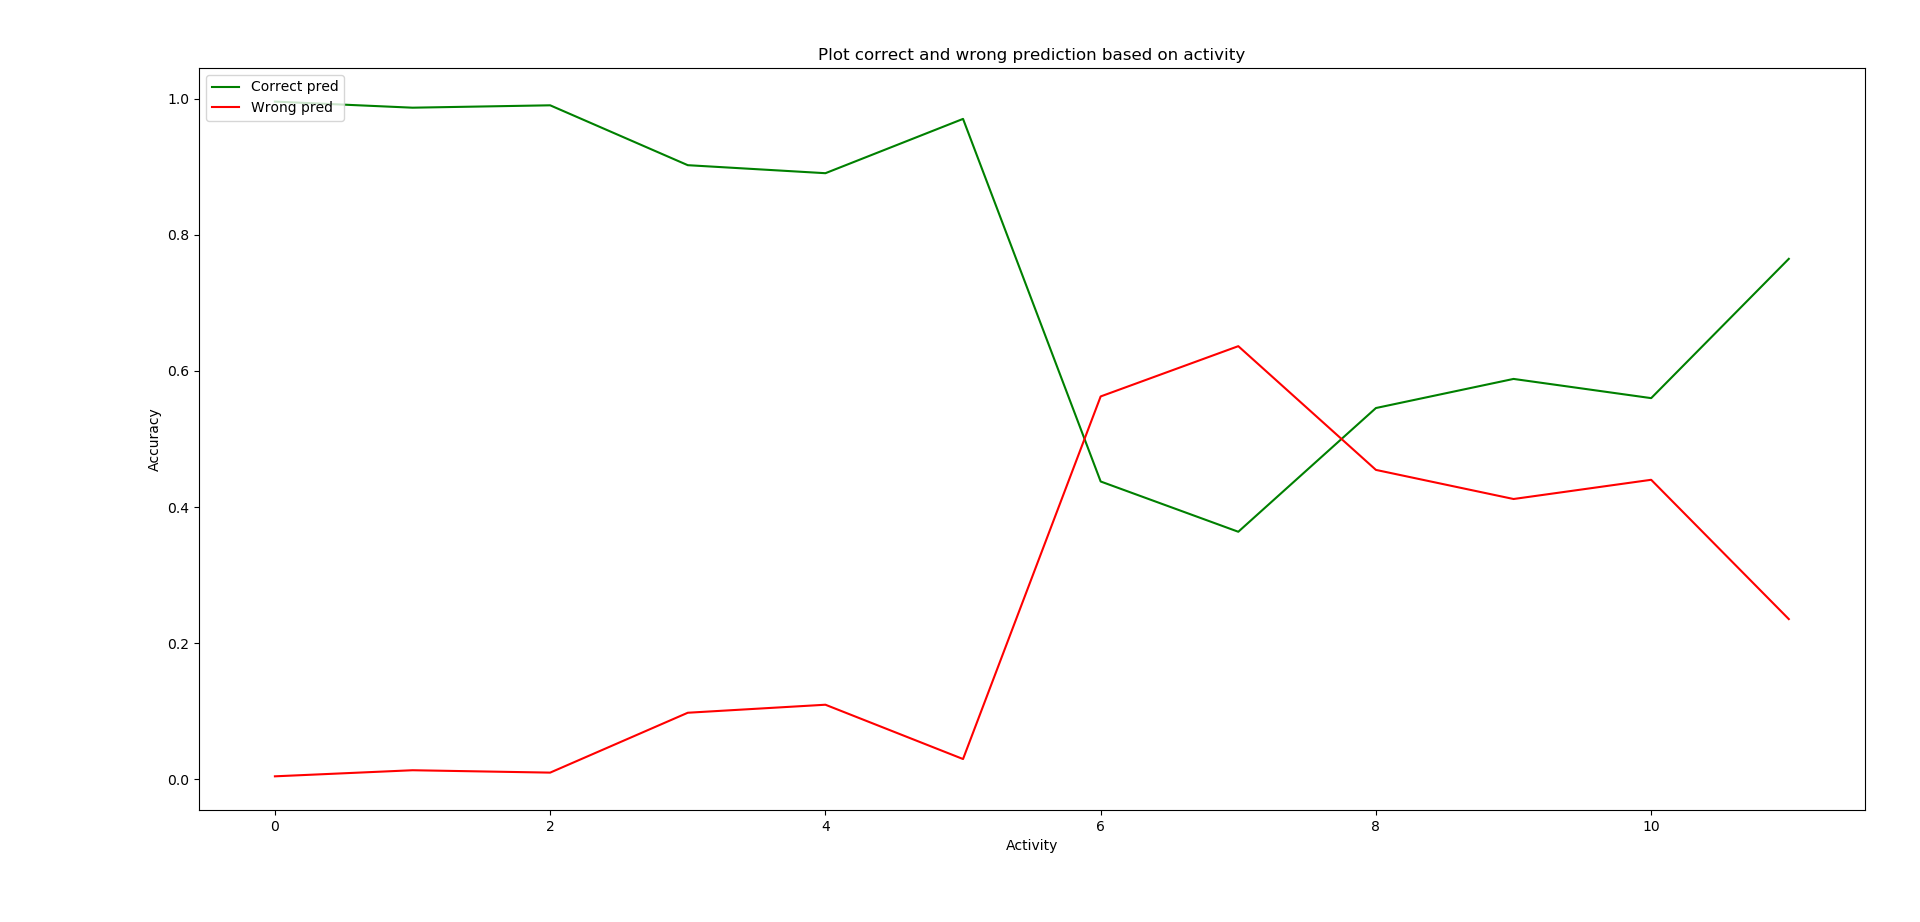 Plot correct and wrong prediction based on activity
Correct pred
Wrong pred
1.0
0.8
0.6
0.4
0.2
0.0
Accuracy
0 2 4 6 8 10
Activity